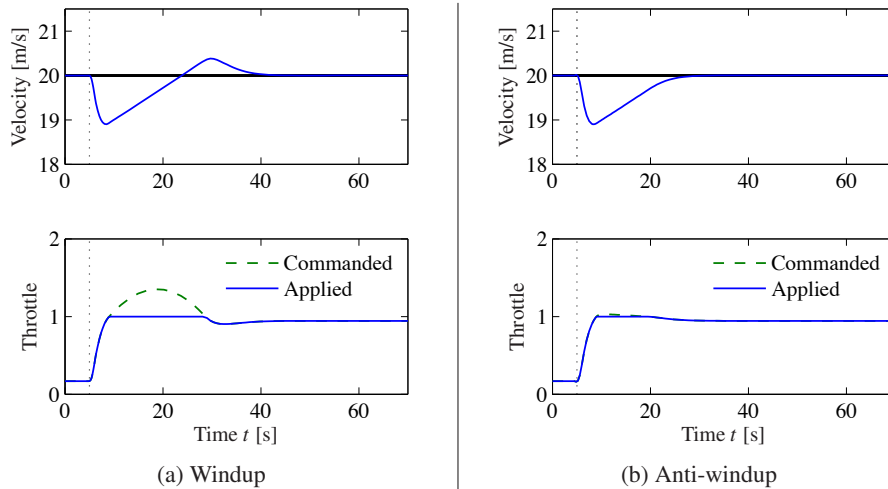 21
20
19
18
Velocity [m/s]
0 20 40 60
2
1
0
Throttle
Commanded
Applied
0 20 40 60
Time t [s]
(a) Windup
21
20
19
18
Velocity [m/s]
0 20 40 60
2
1
0
Throttle
Commanded
Applied
0 20 40 60
Time t [s]
(b) Anti-windup